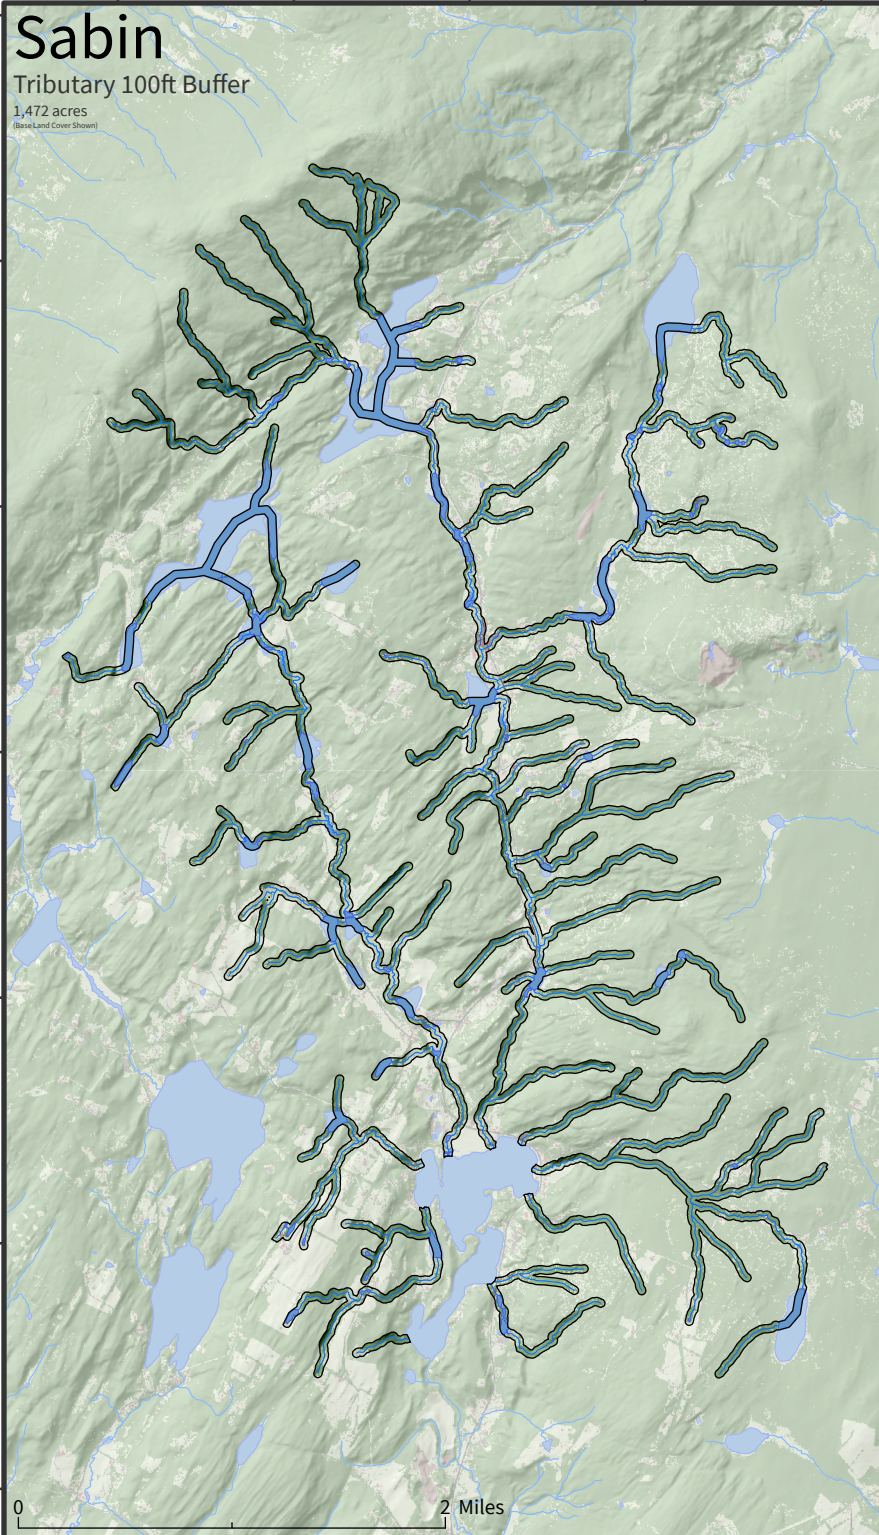 Sabin
Tributary 100ft Buffer
1,472 acres
(Base Land Cover Shown)
0 2 Miles